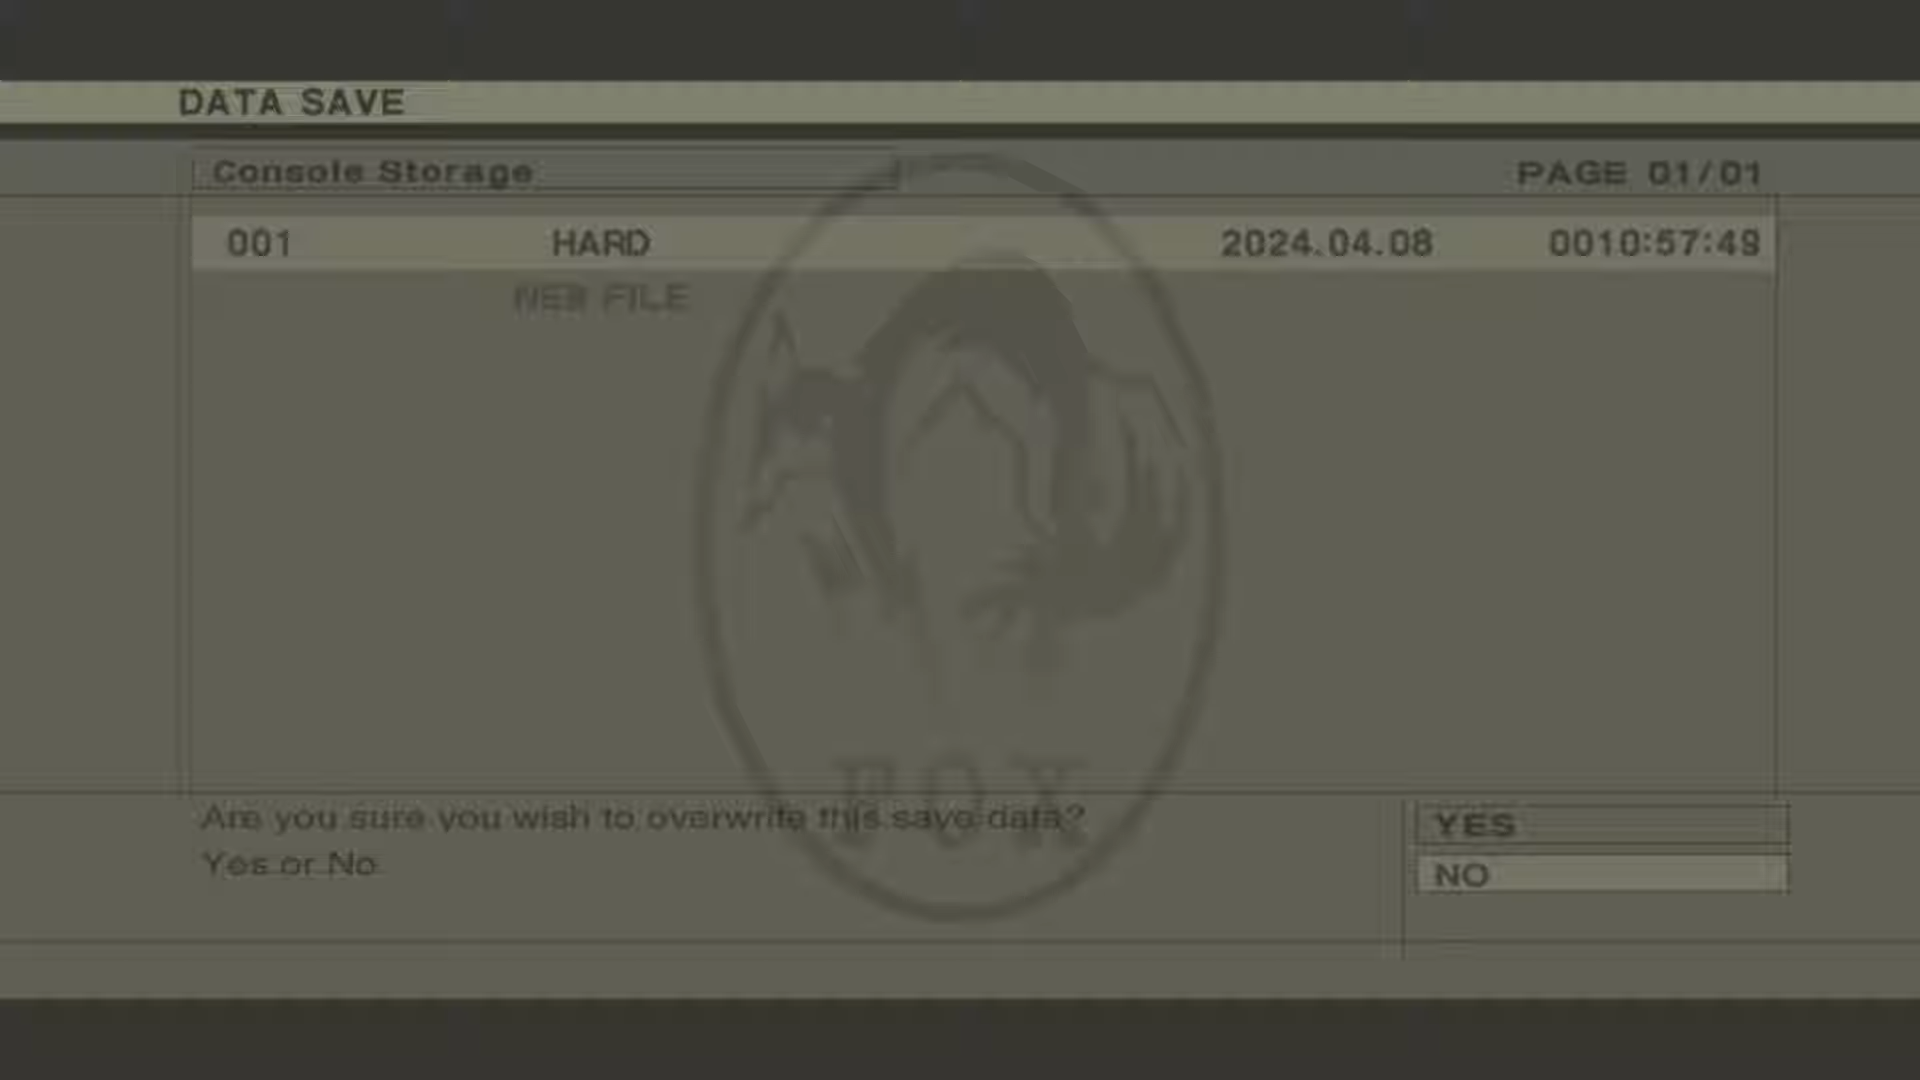 DATA SAVE
Console Storage
PAGE 01/01
001 HARD 2024.04.08 0010:57:49
NEW FILE
FOX
Are you sure you wish to overwrite this save data?
Yes or No
YES
NO